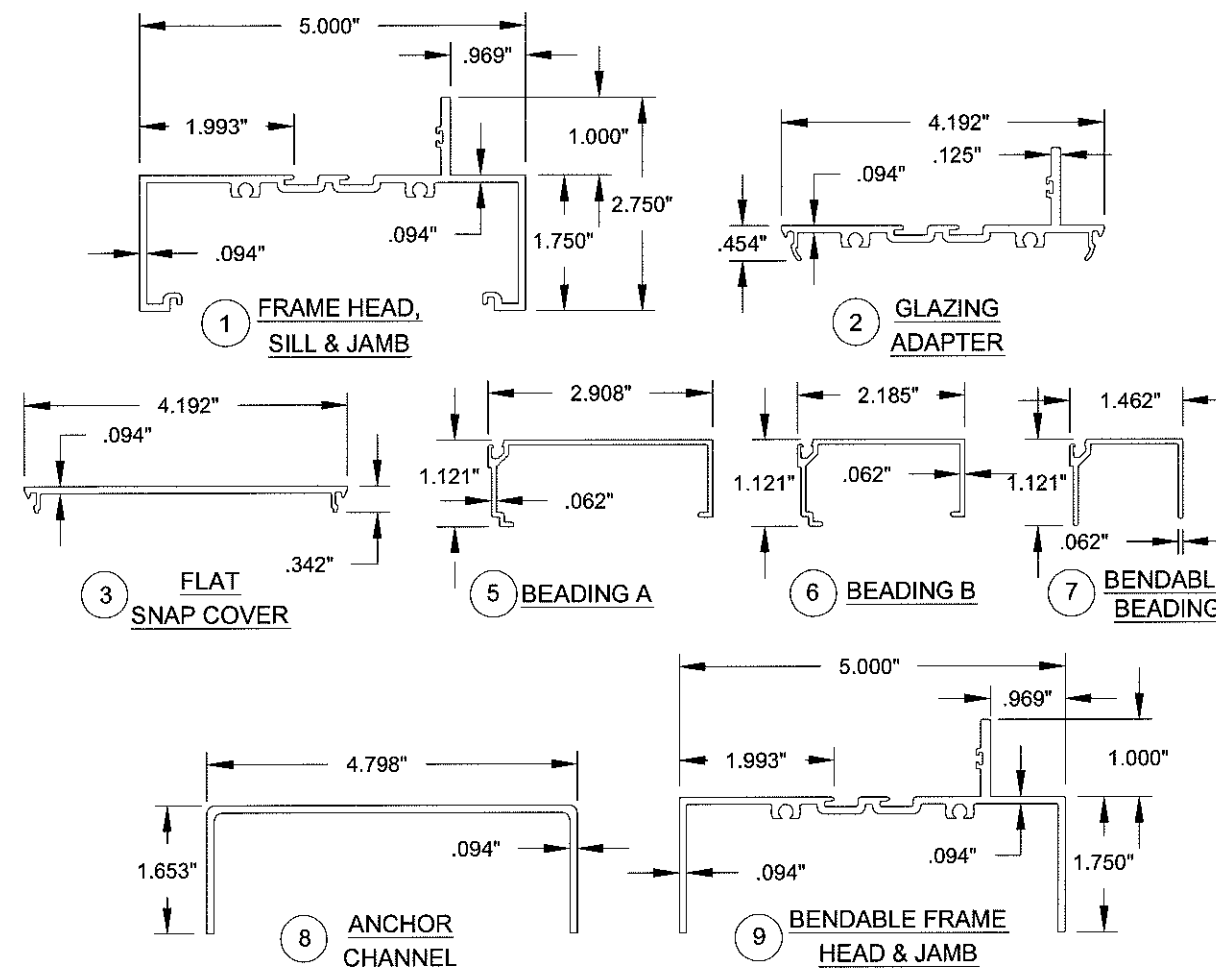 5.000"
.969"
1.993"
1.000"
2.750"
1.750"
.094"
.094"
1 FRAME HEAD,
SILL & JAMB
4.192"
.125"
.094"
.454"
2 GLAZING
ADAPTER
4.192"
.094"
.342"
3 FLAT
SNAP COVER
2.908"
1.121"
.062"
5 BEADING A
2.185"
1.121"
.062"
6 BEADING B
1.462"
1.121"
.062"
7 BENDABL
BEADING
4.798"
1.653"
.094"
8 ANCHOR
CHANNEL
5.000"
.969"
1.993"
1.000"
.094"
.094"
1.750"
9 BENDABLE FRAME
HEAD & JAMB